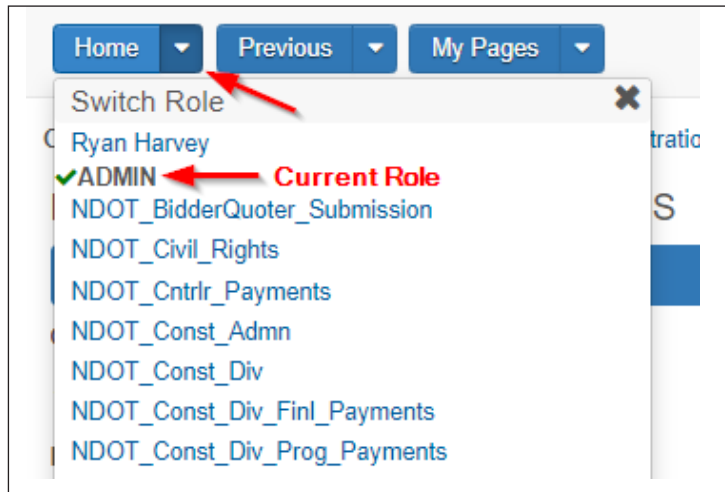 Home Previous My Pages
Switch Role
Ryan Harvey
ADMIN Current Role
NDOT_BidderQuoter_Submission
NDOT_Civil_Rights
NDOT_Cntrlr_Payments
NDOT_Const_Admn
NDOT_Const_Div
NDOT_Const_Div_Finl_Payments
NDOT_Const_Div_Prog_Payments